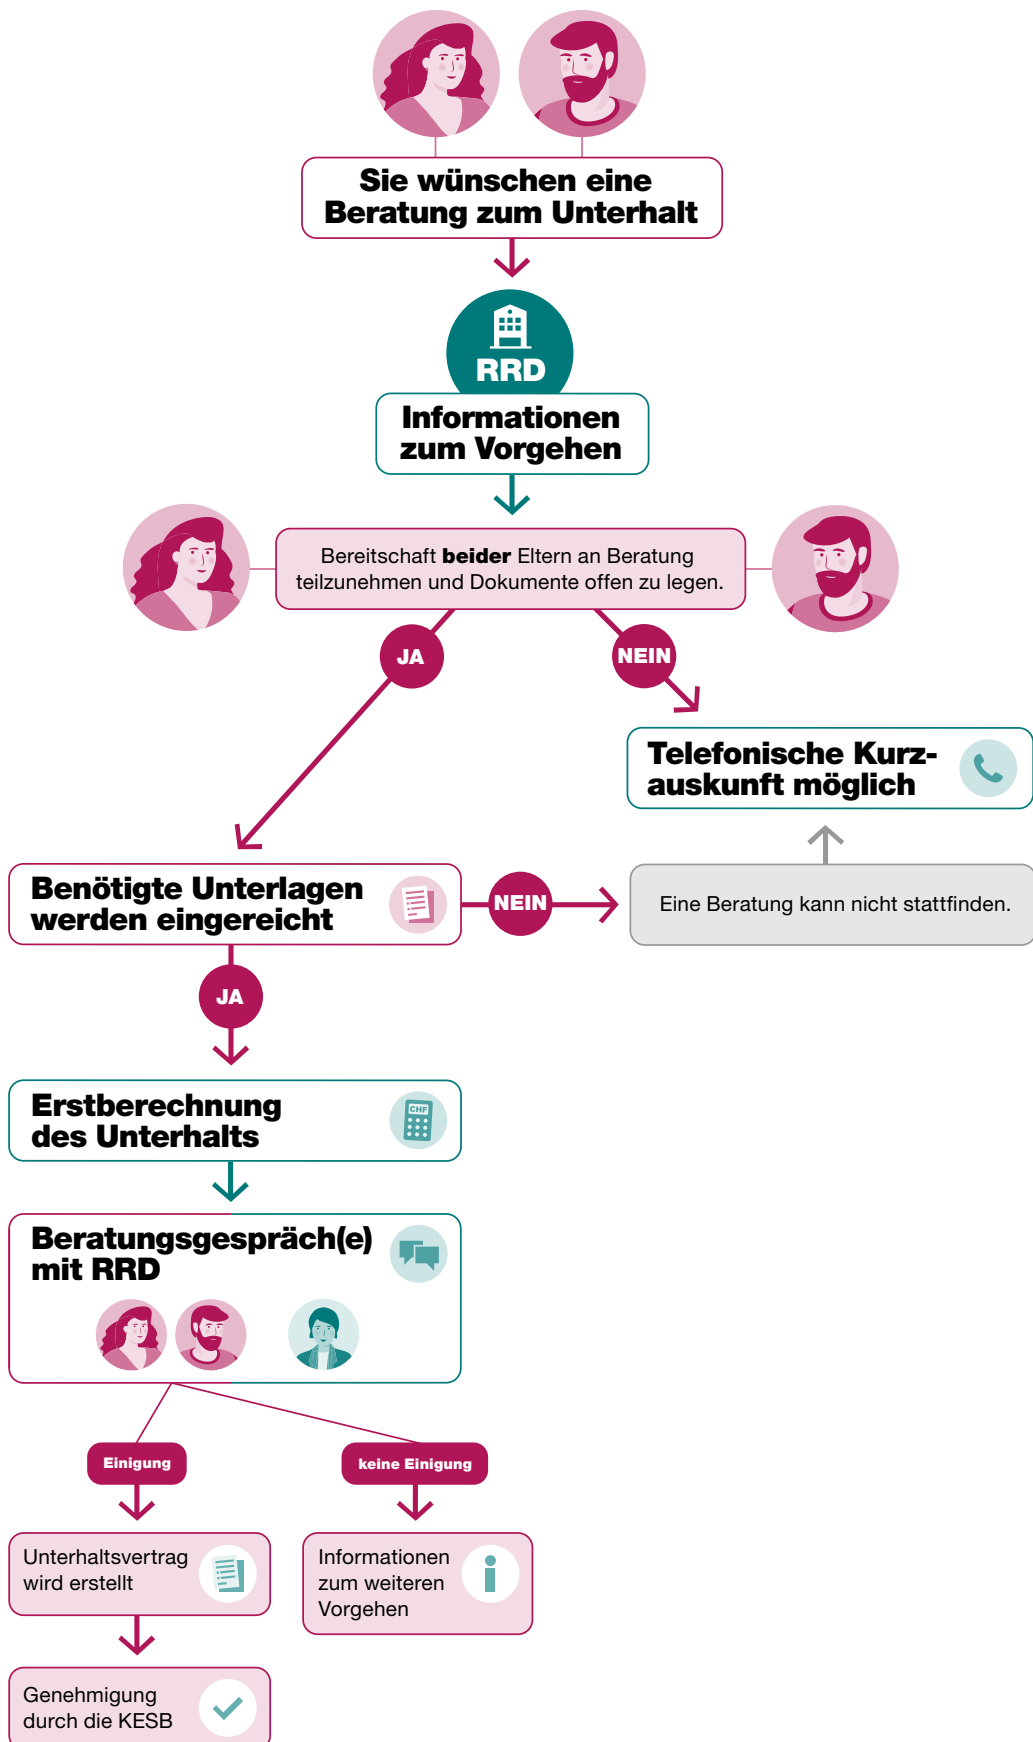 Sie wünschen eine
Beratung zum Unterhalt
RRD
Informationen
zum Vorgehen
Bereitschaft beider Eltern an Beratung
teilzunehmen und Dokumente offen zu legen.
JA
NEIN
Telefonische Kurz-
auskunft möglich
Benötigte Unterlagen
werden eingereicht
NEIN
Eine Beratung kann nicht stattfinden.
JA
Erstberechnung
des Unterhalts
CHF
Beratungsgespräch(e)
mit RRD
Einigung
keine Einigung
Unterhaltsvertrag
wird erstellt
Informationen
zum weiteren
Vorgehen
Genehmigung
durch die KESB